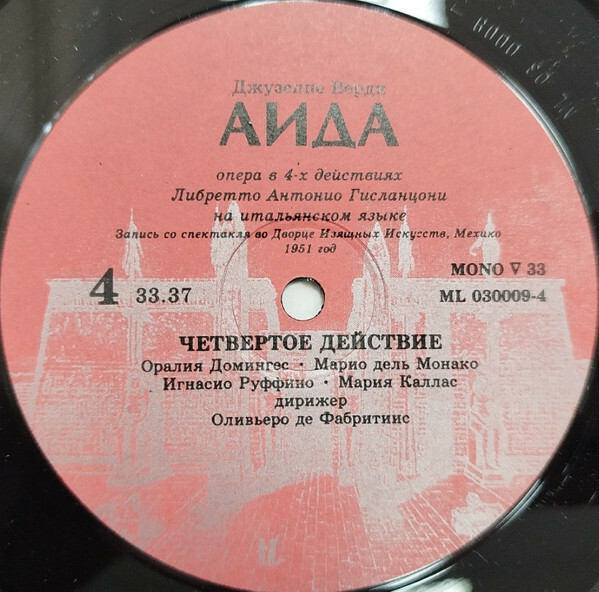 Джузеппе Верди
АИДА
опера в 4-х действиях
Либретто Антонио Гисланцони
на итальянском языке
Запись со спектакля во Дворце Изящных Искусств, Мехико
1951 год
MONO ∇ 33
4 33.37
ML 030009-4
ЧЕТВЕРТОЕ ДЕЙСТВИЕ
Оралия Домингес · Марио дель Монако
Игнасио Руффино · Мария Каллас
дирижер
Оливьеро де Фабритиис